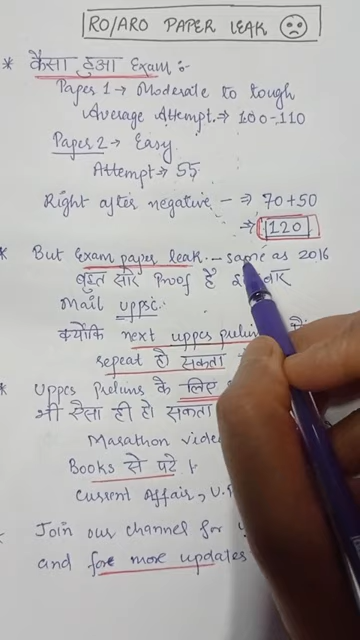 RO/ARO PAPER LEAK
* कैसा हुआ Exam :-
Paper 1 → Moderate to tough
Average Attempt. → 100-110
Paper 2 → Easy
Attempt → 55
Right after negative - → 70+50
→ 120
* But Exam paper leak - same as 2016
बहुत सारे Proof है
Mail uppsc.
क्योंकि next uppcs prelims
repeat हो सकता
* Uppcs prelims के लिए
भी ऐसा ही हो सकता
Marathon video
Books से पढे
Current Affair, U.P
Join our channel for
and for more updates